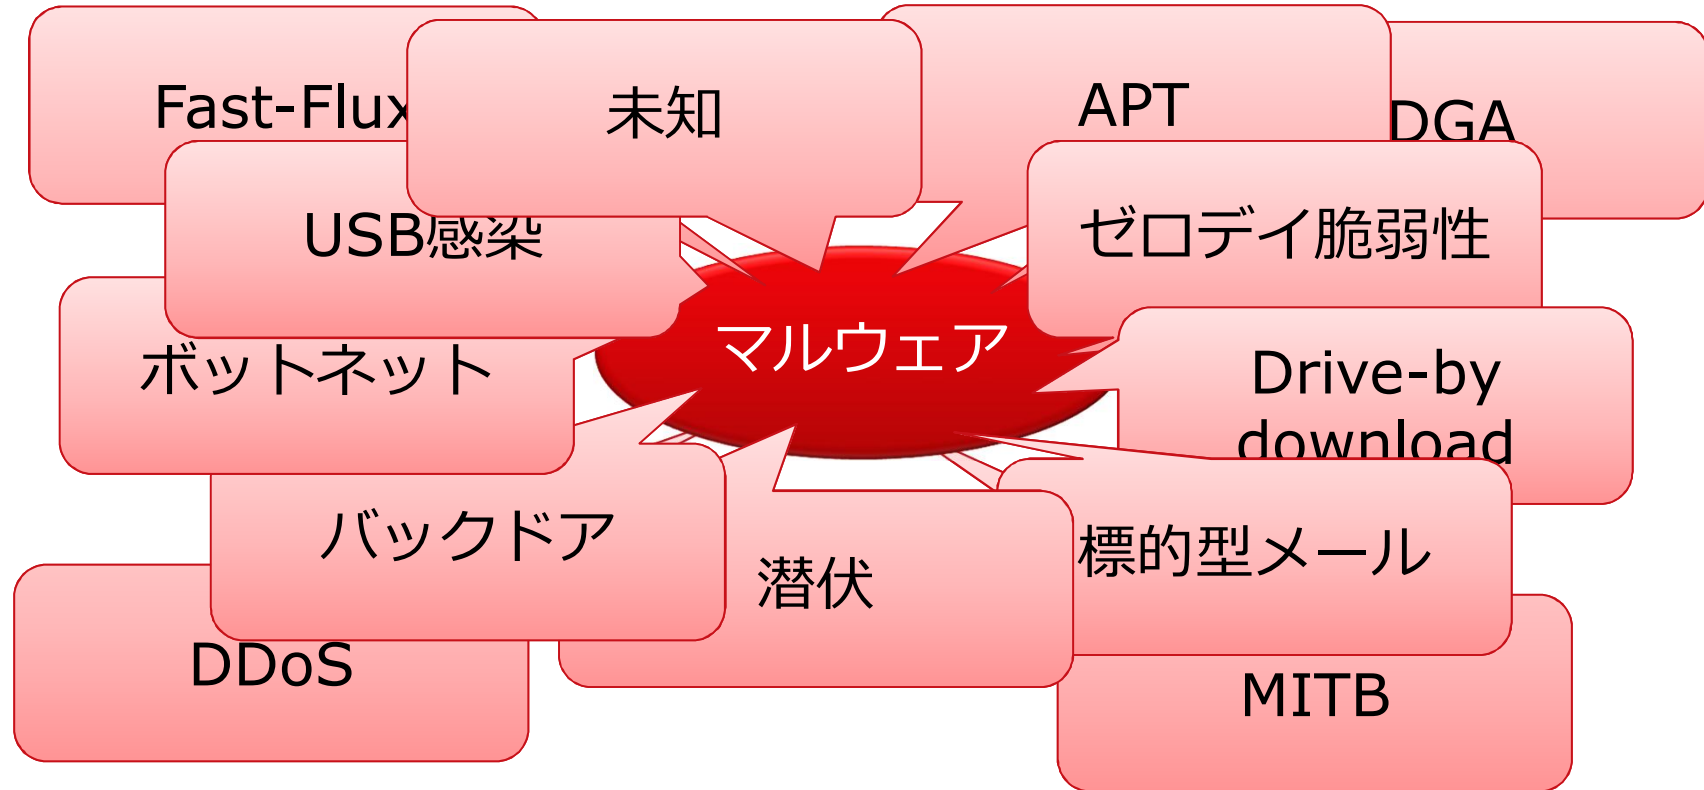 Fast-Flux
未知
APT
DGA
USB感染
ゼロデイ脆弱性
マルウェア
ボットネット
Drive-by
download
バックドア
潜伏
標的型メール
DDoS
MITB